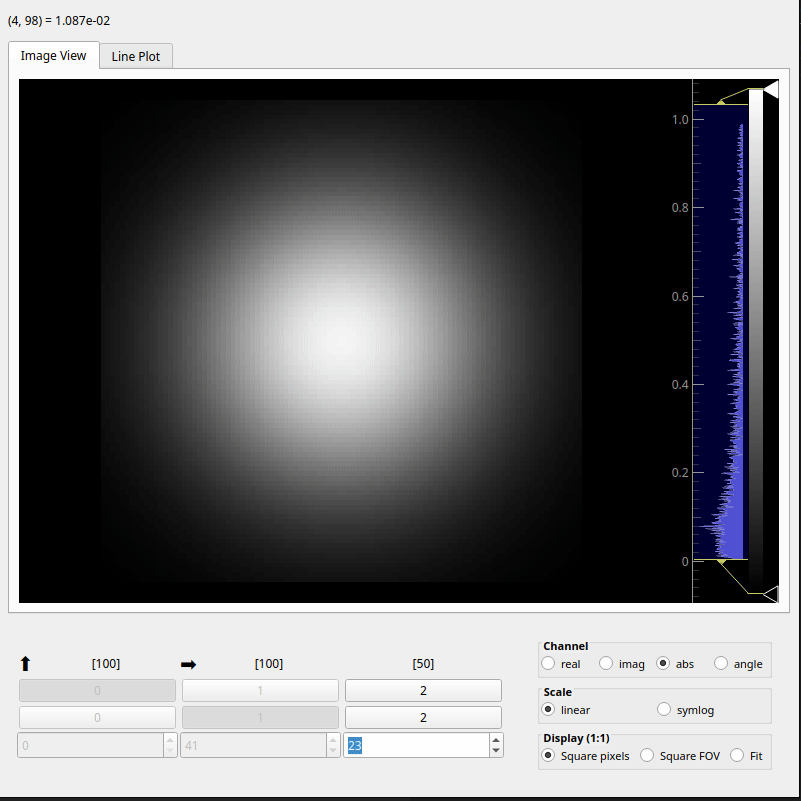 (4, 98) = 1.087e-02
Image View Line Plot
1.0
0.8
0.6
0.4
0.2
0
[100] [100] [50]
0 1 2
0 1 2
0 41 23
Channel
real imag abs angle
Scale
linear symlog
Display (1:1)
Square pixels Square FOV Fit